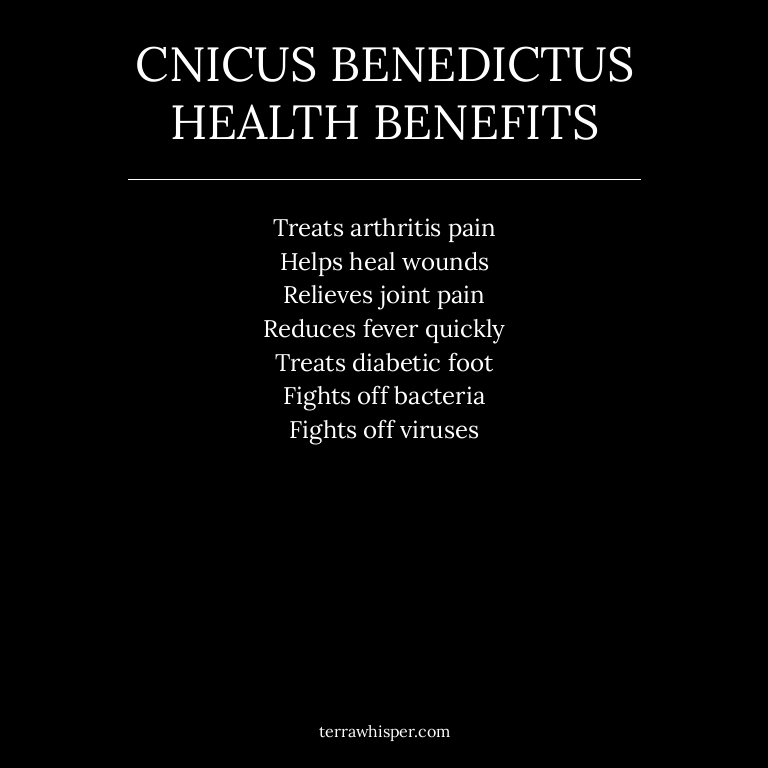 CNICUS BENEDICTUS
HEALTH BENEFITS
Treats arthritis pain
Helps heal wounds
Relieves joint pain
Reduces fever quickly
Treats diabetic foot
Fights off bacteria
Fights off viruses
terrawhisper.com